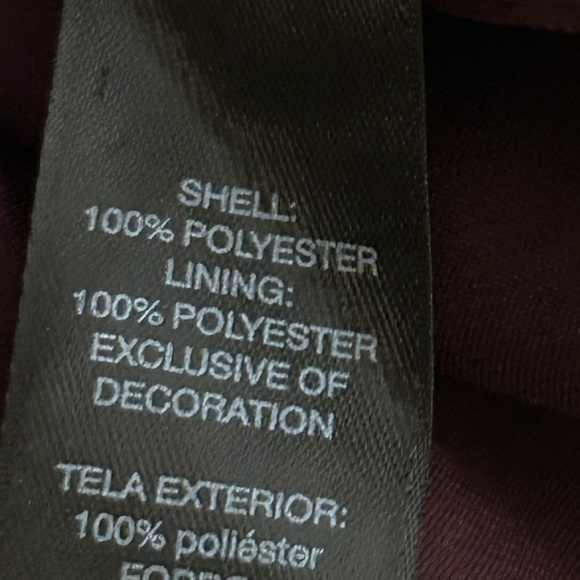 SHELL:
100% POLYESTER
LINING:
100% POLYESTER
EXCLUSIVE OF
DECORATION
TELA EXTERIOR:
100% poliéster